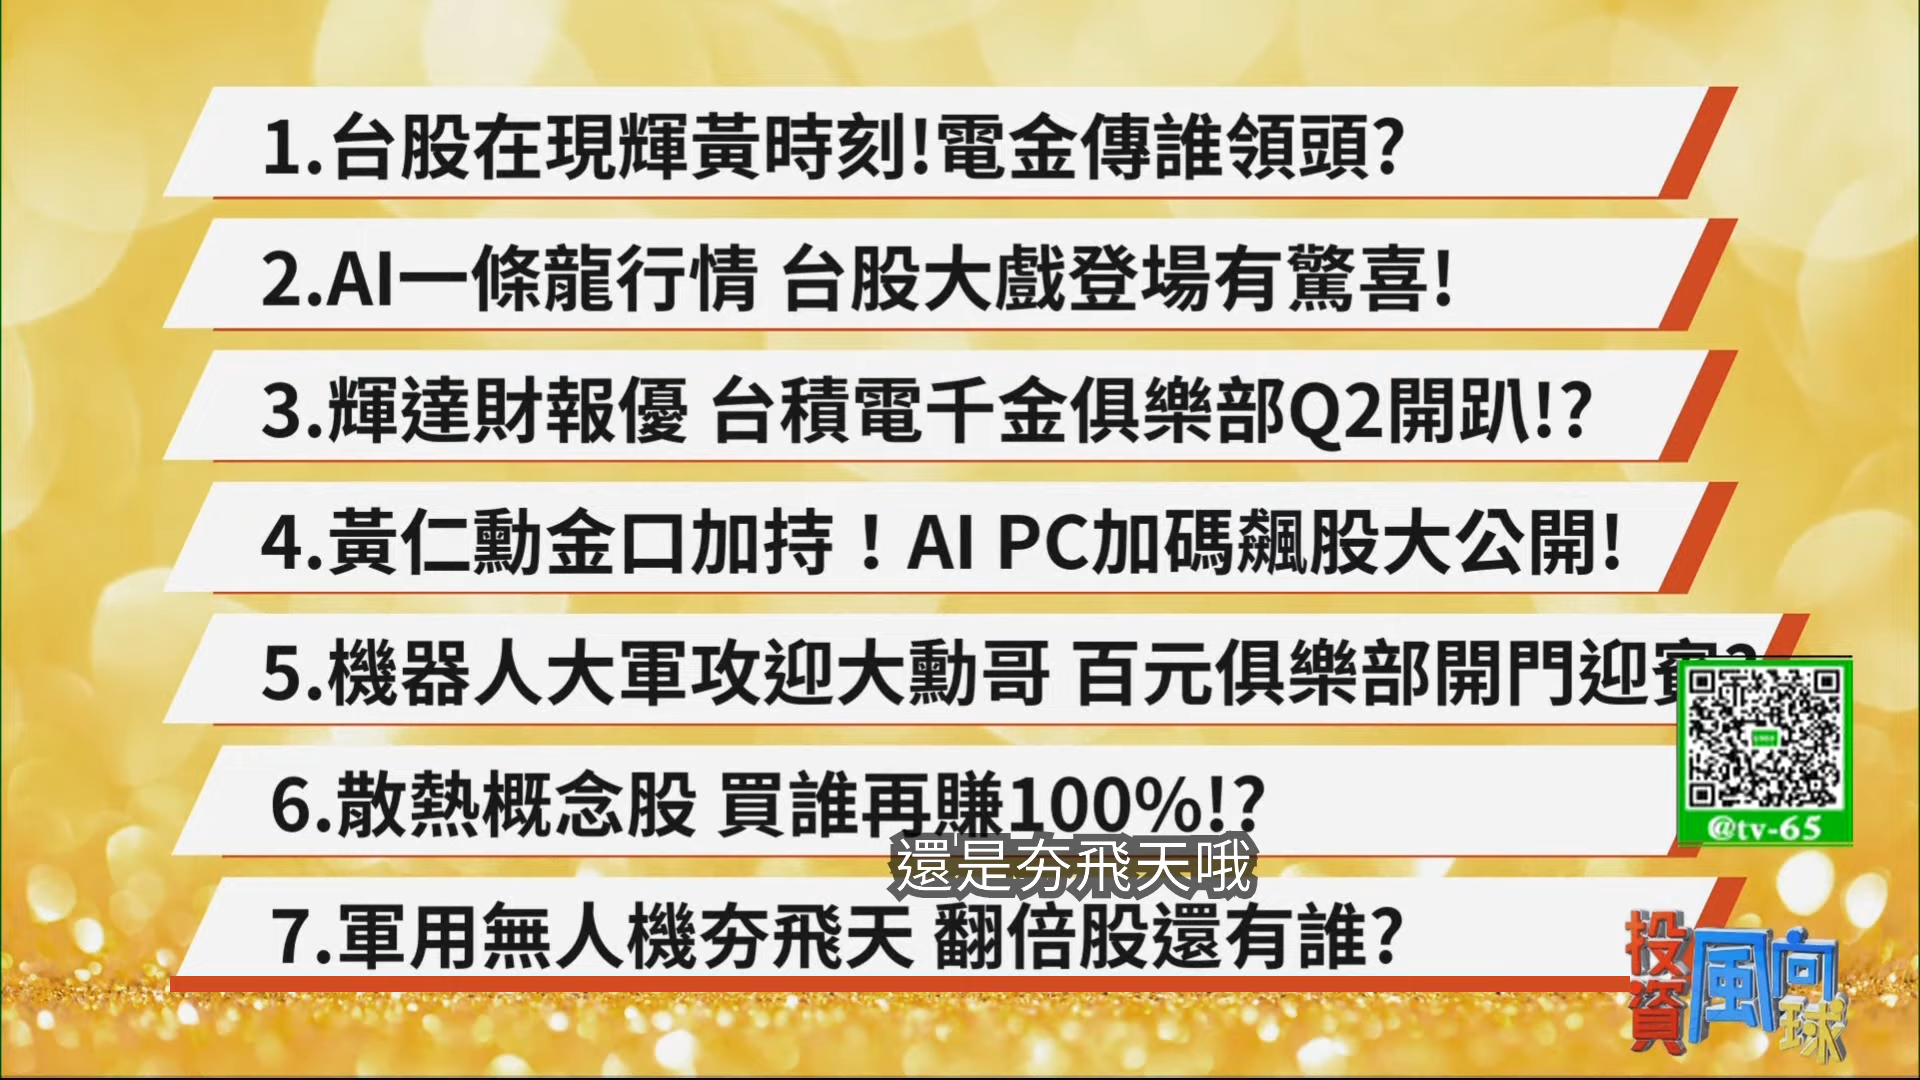 1.台股在現輝黃時刻!電金傳誰領頭?
2.AI一條龍行情 台股大戲登場有驚喜!
3.輝達財報優 台積電千金俱樂部Q2開趴!?
4.黃仁勳金口加持！AI PC加碼飆股大公開!
5.機器人大軍攻迎大勳哥 百元俱樂部開門迎賓?
@tv-65
6.散熱概念股 買誰再賺100%!?
還是夯飛天哦
7.軍用無人機夯飛天 翻倍股還有誰?
投資風向球